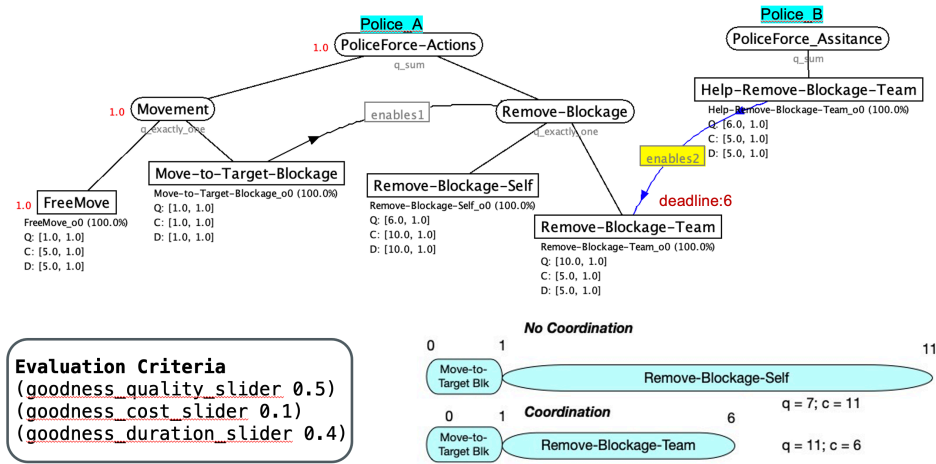 Police_A
1.0
PoliceForce-Actions
q_sum
Police_B
PoliceForce_Assitance
q_sum
1.0
Movement
q_exactly_one
enables1
Remove-Blockage
q_exactly_one
Help-Remove-Blockage-Team
Help-Remove-Blockage-Team_o0 (100.0%)
Q: [6.0, 1.0]
C: [5.0, 1.0]
D: [5.0, 1.0]
enables2
deadline:6
Move-to-Target-Blockage
Move-to-Target-Blockage_o0 (100.0%)
Q: [1.0, 1.0]
C: [1.0, 1.0]
D: [1.0, 1.0]
1.0
FreeMove
FreeMove_o0 (100.0%)
Q: [1.0, 1.0]
C: [5.0, 1.0]
D: [5.0, 1.0]
Remove-Blockage-Self
Remove-Blockage-Self_o0 (100.0%)
Q: [6.0, 1.0]
C: [10.0, 1.0]
D: [10.0, 1.0]
Remove-Blockage-Team
Remove-Blockage-Team_o0 (100.0%)
Q: [10.0, 1.0]
C: [5.0, 1.0]
D: [5.0, 1.0]
Evaluation Criteria
(goodness_quality_slider 0.5)
(goodness_cost_slider 0.1)
(goodness_duration_slider 0.4)
No Coordination
0
1
11
Move-to-
Target Blk
Remove-Blockage-Self
q = 7; c = 11
Coordination
0
1
6
Move-to-
Target Blk
Remove-Blockage-Team
q = 11; c = 6